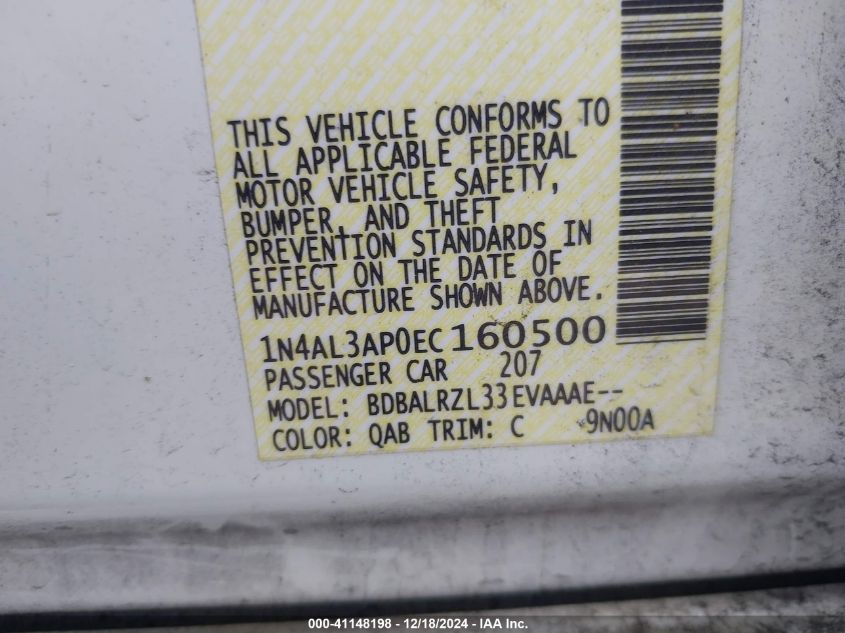 THIS VEHICLE CONFORMS TO
ALL APPLICABLE FEDERAL
MOTOR VEHICLE SAFETY,
BUMPER, AND THEFT
PREVENTION STANDARDS IN
EFFECT ON THE DATE OF
MANUFACTURE SHOWN ABOVE.
1N4AL3AP0EC160500
PASSENGER CAR 207
MODEL: BDBALRZL33EVAAAE--
COLOR: QAB TRIM: C 9N00A
000-41148198 - 12/18/2024 - IAA Inc.